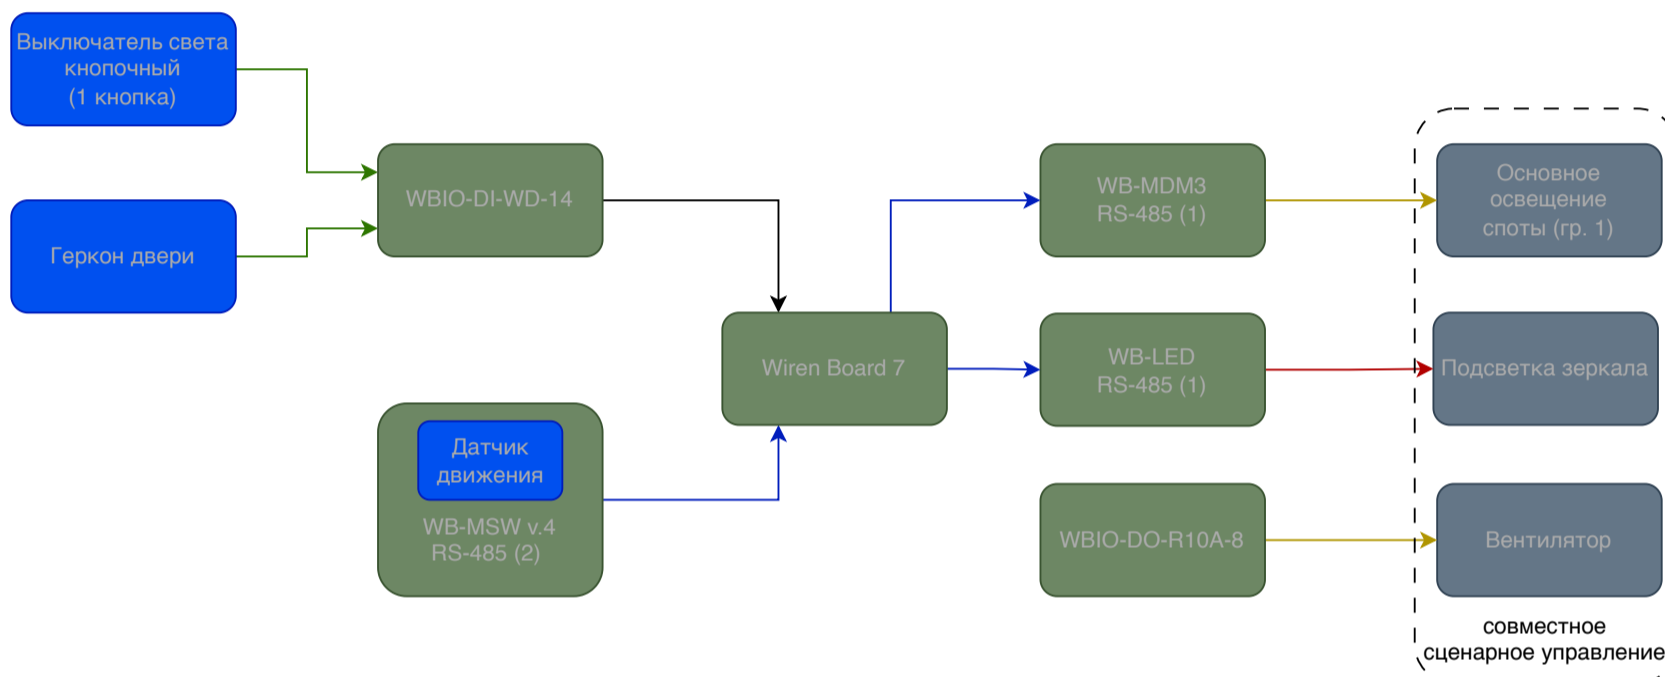 Выключатель света
кнопочный
(1 кнопка)
Геркон двери
WBIO-DI-WD-14
Датчик
движения
WB-MSW v.4
RS-485 (2)
Wiren Board 7
WB-MDM3
RS-485 (1)
WB-LED
RS-485 (1)
WBIO-DO-R10A-8
Основное
освещение
споты (гр. 1)
Подсветка зеркала
Вентилятор
совместное
сценарное управление